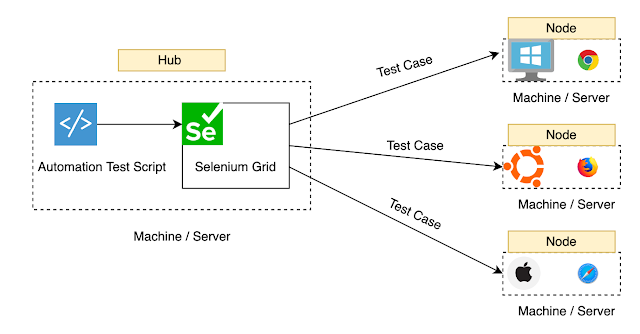 Hub
Automation Test Script
Se
Selenium Grid
Machine / Server
Test Case
Test Case
Test Case
Node
Machine / Server
Node
Machine / Server
Node
Machine / Server